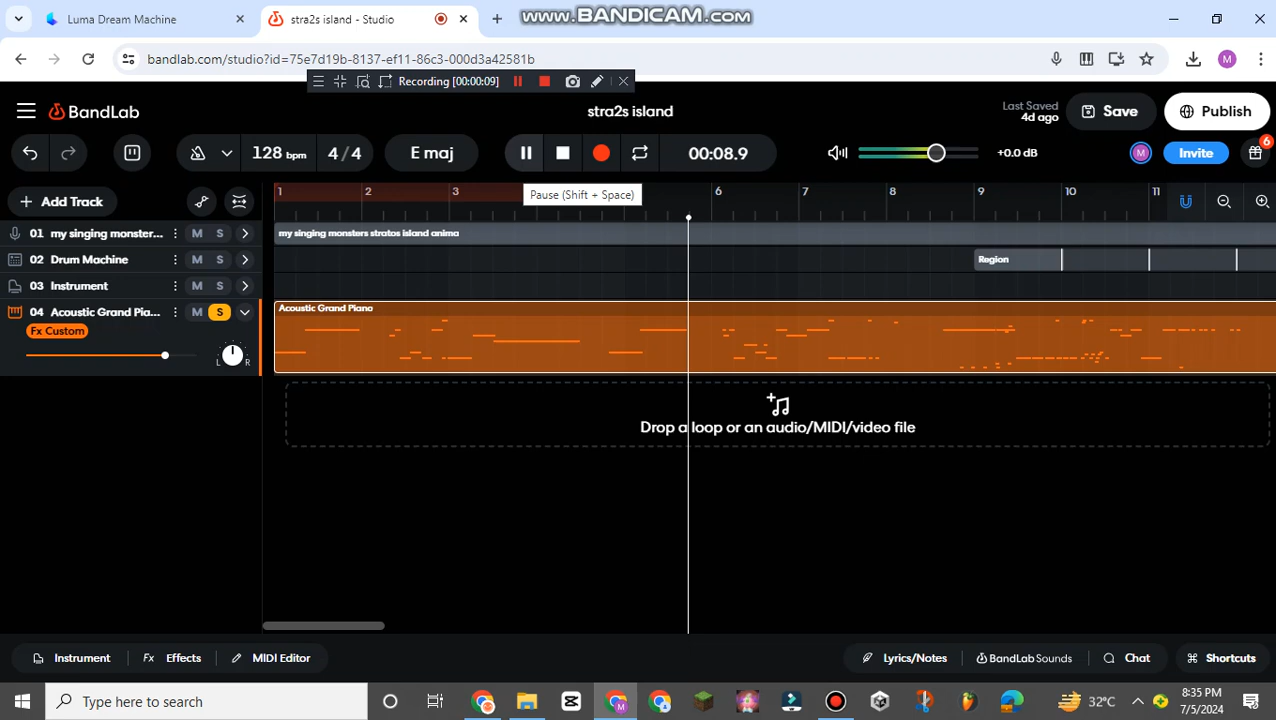 Luma Dream Machine
stra2s island - Studio
WWW.BANDICAM.COM
bandlab.com/studio?id=75e7d19b-8137-ef11-86c3-000d3a42581b
M
Recording [00:00:09]
BandLab
stra2s island
Last Saved
4d ago
Save
Publish
128 bpm
4/4
E maj
00:08.9
+0.0 dB
M
Invite
6
Add Track
1 2 3 6 7 8 9 10 11
Pause (Shift + Space)
01 my singing monster...
M S
my singing monsters stratos island anima
02 Drum Machine
M S
Region
03 Instrument
M S
04 Acoustic Grand Pia...
M S
Acoustic Grand Piano
Fx Custom
L R
Drop a loop or an audio/MIDI/video file
Instrument
Fx Effects
MIDI Editor
Lyrics/Notes
BandLab Sounds
Chat
Shortcuts
Type here to search
M
32°C
8:35 PM
7/5/2024